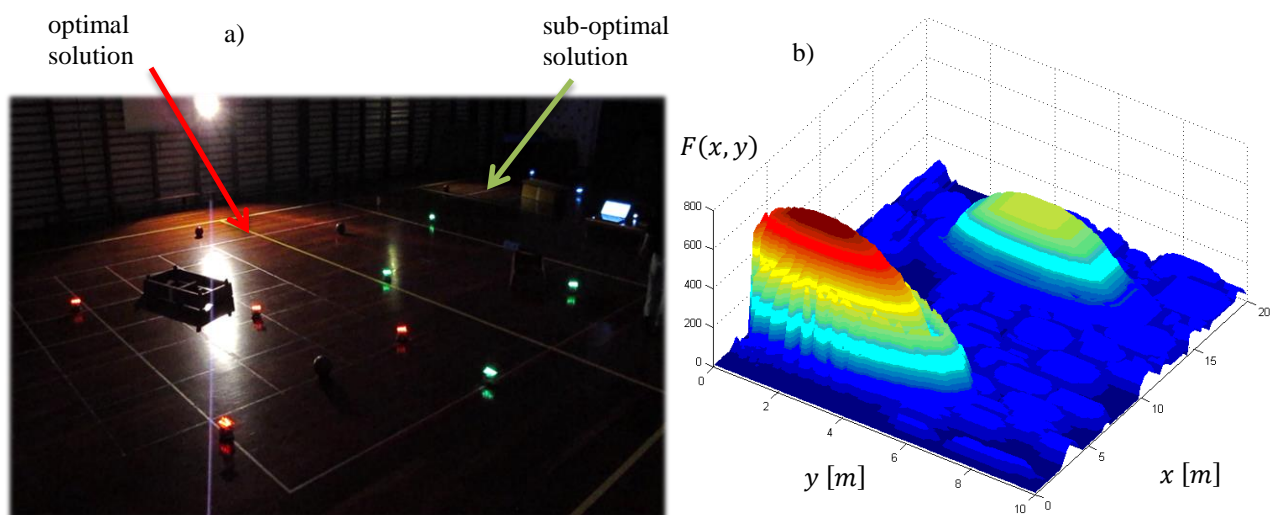 optimal
solution
a)
sub-optimal
solution
b)
F(x, y)
800
600
400
200
0
0
2
4
6
8
10
0
5
10
15
20
y [m]
x [m]